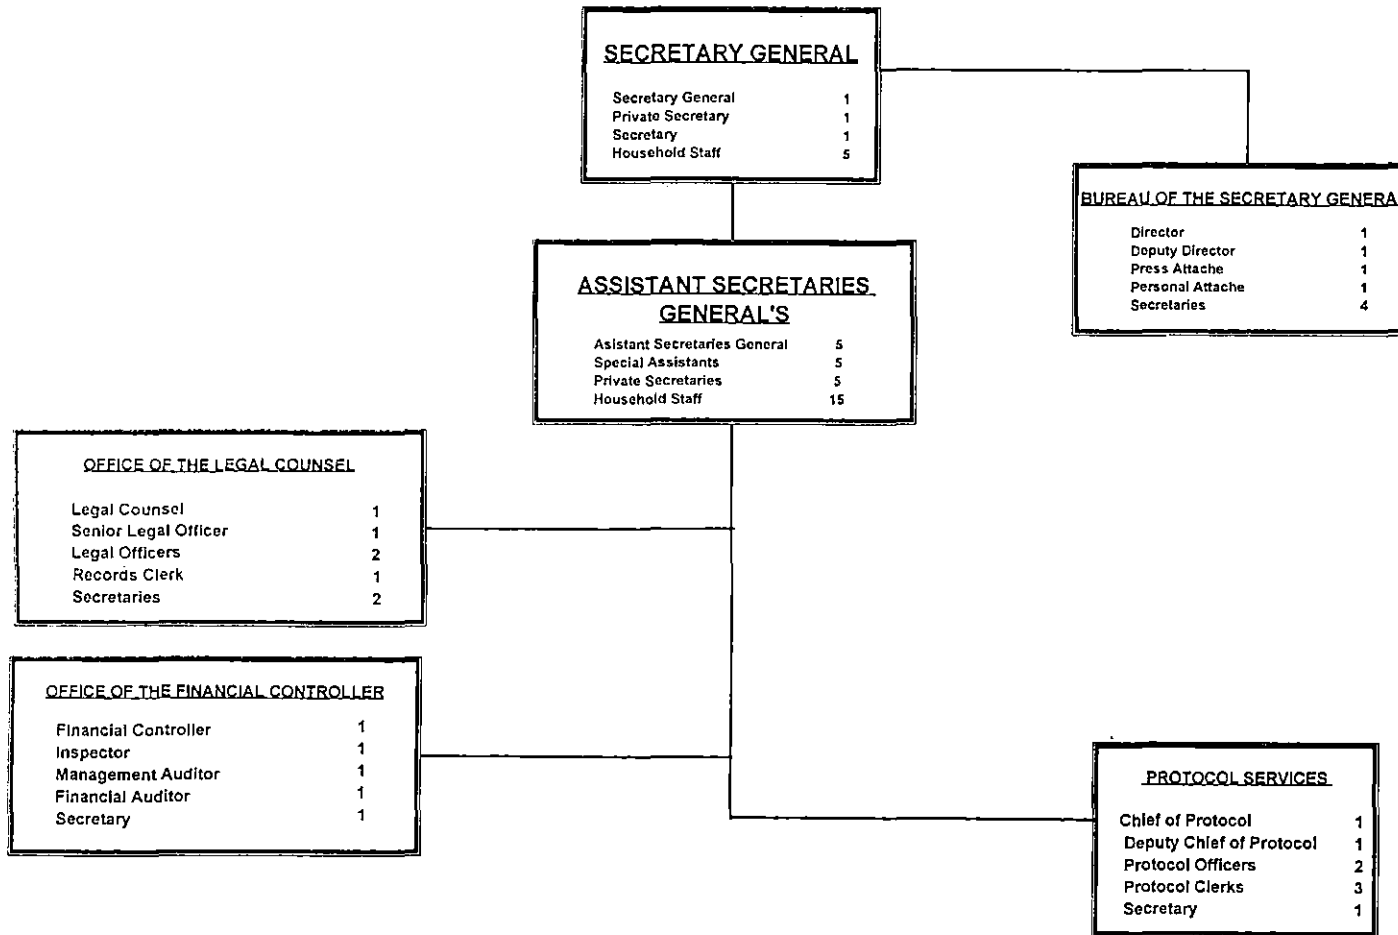 SECRETARY GENERAL
Secretary General 1
Private Secretary 1
Secretary 1
Household Staff 5
BUREAU OF THE SECRETARY GENERA
Director 1
Deputy Director 1
Press Attache 1
Personal Attache 1
Secretaries 4
ASSISTANT SECRETARIES
GENERAL'S
Asistant Secretaries General 5
Special Assistants 5
Private Secretaries 5
Household Staff 15
OFFICE OF THE LEGAL COUNSEL
Legal Counsel 1
Senior Legal Officer 1
Legal Officers 2
Records Clerk 1
Secretaries 2
OFFICE OF THE FINANCIAL CONTROLLER
Financial Controller 1
Inspector 1
Management Auditor 1
Financial Auditor 1
Secretary 1
PROTOCOL SERVICES
Chief of Protocol 1
Deputy Chief of Protocol 1
Protocol Officers 2
Protocol Clerks 3
Secretary 1